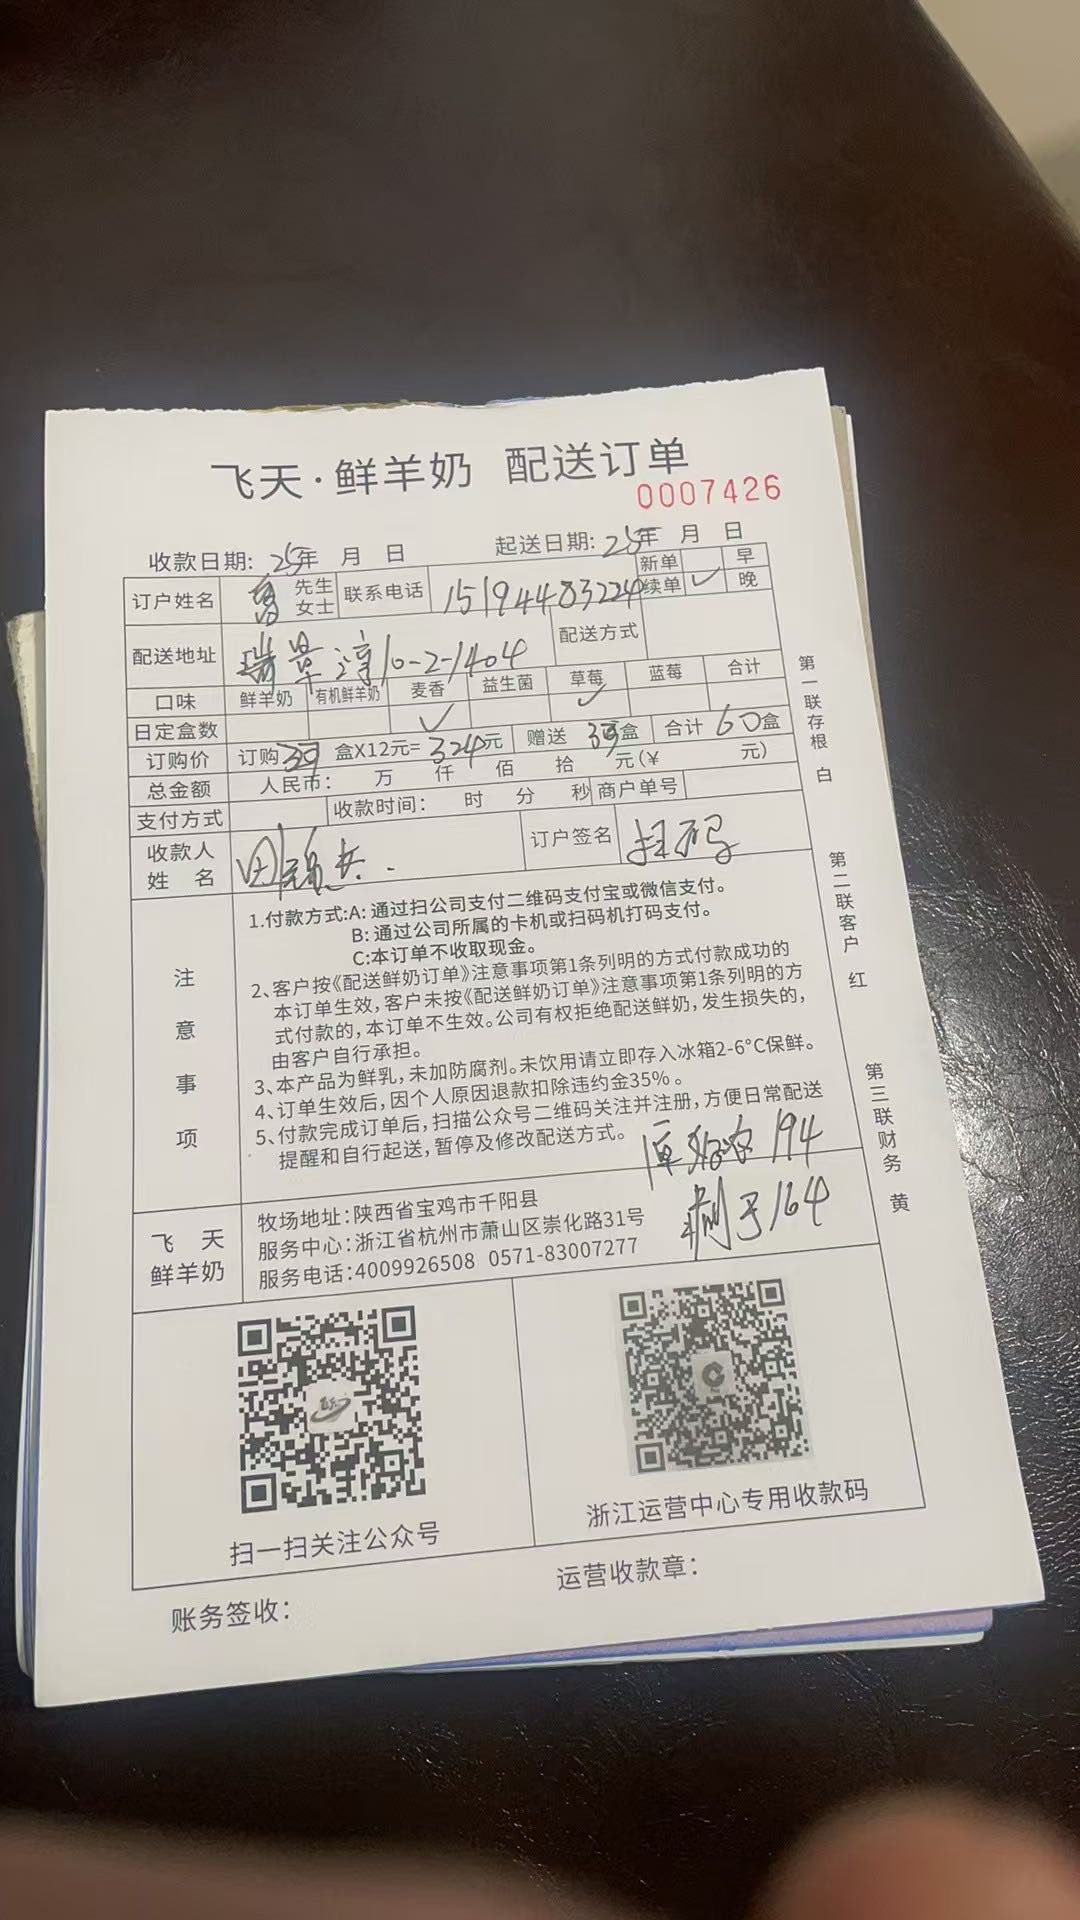 飞天·鲜羊奶 配送订单
0007426
收款日期: 25年 月 日 起送日期: 25年 月 日
订户姓名 先生 女士 联系电话 15194483224 新单 续单 ✓ 早 晚
配送地址 瑞景淳10-2-1404 配送方式
口味 鲜羊奶 有机鲜羊奶 麦香 益生菌 草莓 蓝莓 合计
日定盒数 ✓ ✓
订购价 订购 盒X12元=324元 赠送 盒 合计 60盒
总金额 人民币: 万 仟 佰 拾 元(¥ 元)
支付方式 收款时间: 时 分 秒 商户单号
收款人
姓 名 订户签名 扫码
注意事项
1.付款方式:A: 通过扫公司支付二维码支付宝或微信支付。
B: 通过公司所属的卡机或扫码机打码支付。
C:本订单不收取现金。
2、客户按《配送鲜奶订单》注意事项第1条列明的方式付款成功的
本订单生效, 客户未按《配送鲜奶订单》注意事项第1条列明的方
式付款的, 本订单不生效。公司有权拒绝配送鲜奶, 发生损失的,
由客户自行承担。
3、本产品为鲜乳, 未加防腐剂。未饮用请立即存入冰箱2-6°C保鲜。
4、订单生效后, 因个人原因退款扣除违约金35% 。
5、付款完成订单后, 扫描公众号二维码关注并注册, 方便日常配送
提醒和自行起送, 暂停及修改配送方式。
194
164
飞 天
鲜羊奶
牧场地址: 陕西省宝鸡市千阳县
服务中心: 浙江省杭州市萧山区崇化路31号
服务电话: 4009926508 0571-83007277
扫一扫关注公众号
浙江运营中心专用收款码
账务签收:
运营收款章:
第一联存根 白
第二联客户 红
第三联财务 黄